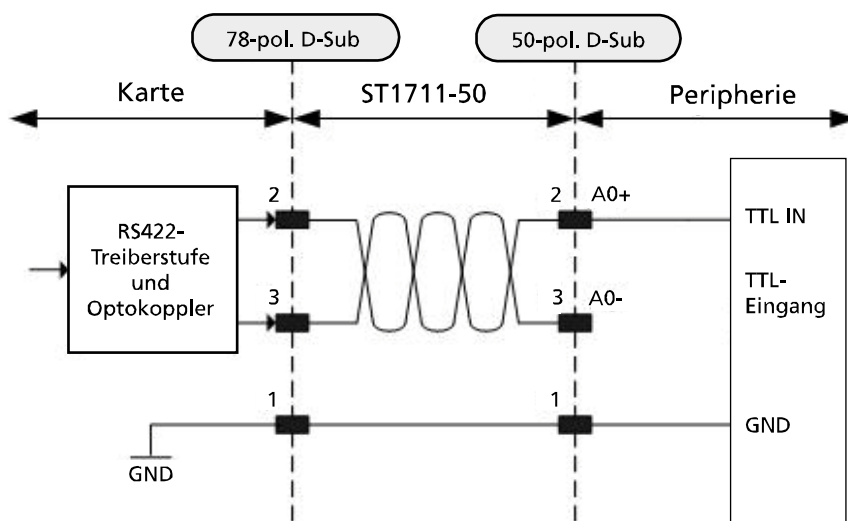 78-pol. D-Sub
50-pol. D-Sub
Karte
ST1711-50
Peripherie
2
2
A0+
TTL IN
RS422-
Treiberstufe
und
Optokoppler
TTL-
Eingang
3
3
A0-
1
1
GND
GND